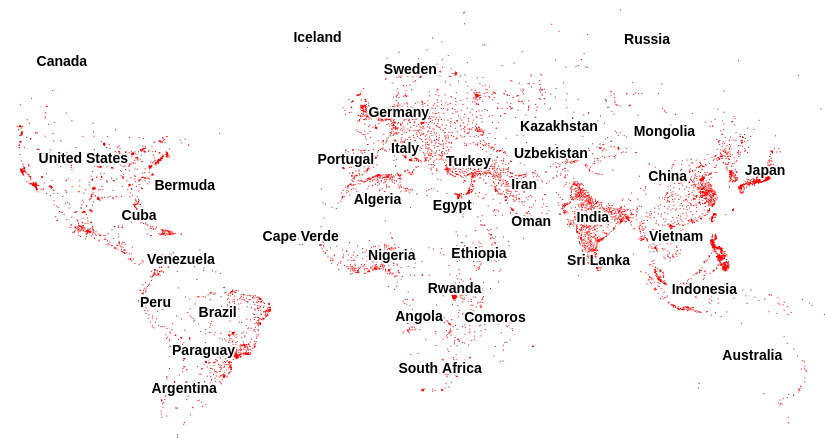 Iceland
Russia
Canada
Sweden
Germany
Kazakhstan
Mongolia
United States
Portugal
Italy
Turkey
Uzbekistan
Japan
Bermuda
Iran
China
Algeria
Egypt
Cuba
Oman
India
Cape Verde
Vietnam
Venezuela
Nigeria
Ethiopia
Sri Lanka
Rwanda
Indonesia
Peru
Brazil
Angola
Comoros
Paraguay
Australia
South Africa
Argentina